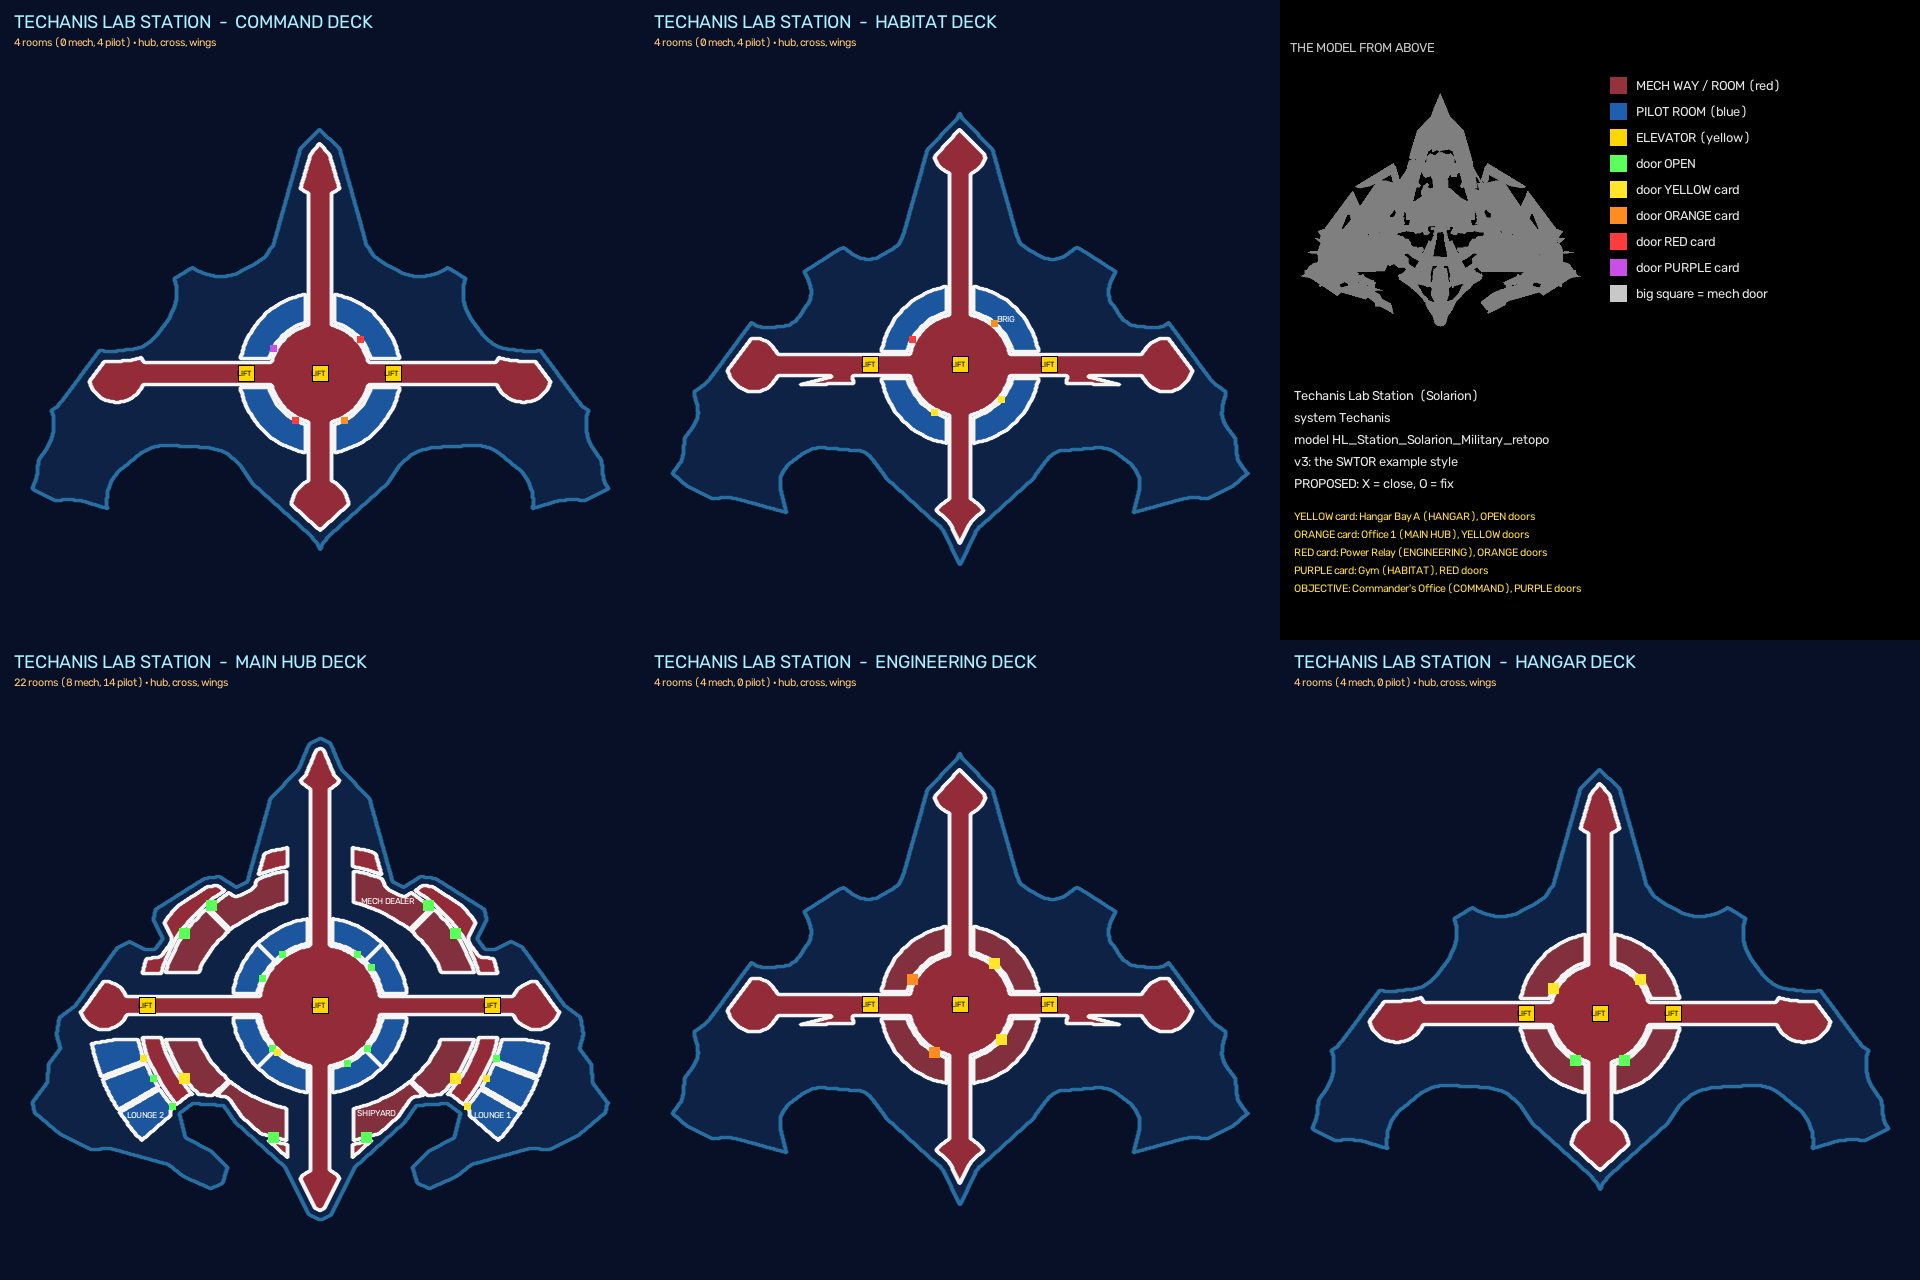 TECHANIS LAB STATION - COMMAND DECK
4 rooms (0 mech, 4 pilot) • hub, cross, wings
LIFT
LIFT
LIFT
TECHANIS LAB STATION - HABITAT DECK
4 rooms (0 mech, 4 pilot) • hub, cross, wings
BRIG
LIFT
LIFT
LIFT
THE MODEL FROM ABOVE
MECH WAY / ROOM (red)
PILOT ROOM (blue)
ELEVATOR (yellow)
door OPEN
door YELLOW card
door ORANGE card
door RED card
door PURPLE card
big square = mech door
Techanis Lab Station (Solarion)
system Techanis
model HL_Station_Solarion_Military_retopo
v3: the SWTOR example style
PROPOSED: X = close, O = fix
YELLOW card: Hangar Bay A (HANGAR), OPEN doors
ORANGE card: Office 1 (MAIN HUB), YELLOW doors
RED card: Power Relay (ENGINEERING), ORANGE doors
PURPLE card: Gym (HABITAT), RED doors
OBJECTIVE: Commander's Office (COMMAND), PURPLE doors
TECHANIS LAB STATION - MAIN HUB DECK
22 rooms (8 mech, 14 pilot) • hub, cross, wings
MECH DEALER
LIFT
LIFT
LIFT
LOUNGE 2
SHIPYARD
LOUNGE 1
TECHANIS LAB STATION - ENGINEERING DECK
4 rooms (4 mech, 0 pilot) • hub, cross, wings
LIFT
LIFT
LIFT
TECHANIS LAB STATION - HANGAR DECK
4 rooms (4 mech, 0 pilot) • hub, cross, wings
LIFT
LIFT
LIFT